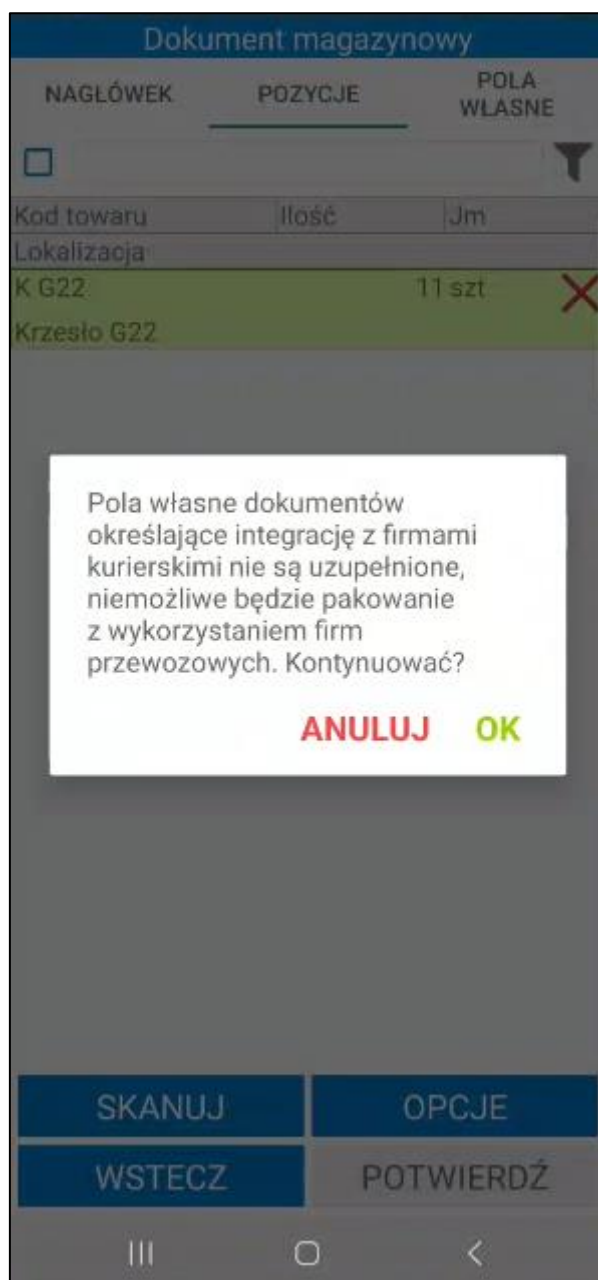 Dokument magazynowy
NAGŁÓWEK POZYCJE POLA WŁASNE
Kod towaru Ilość Jm
Lokalizacja
K G22 11 szt
Krzesło G22
Pola własne dokumentów
określające integrację z firmami
kurierskimi nie są uzupełnione,
niemożliwe będzie pakowanie
z wykorzystaniem firm
przewozowych. Kontynuować?
ANULUJ OK
SKANUJ OPCJE
WSTECZ POTWIERDŹ